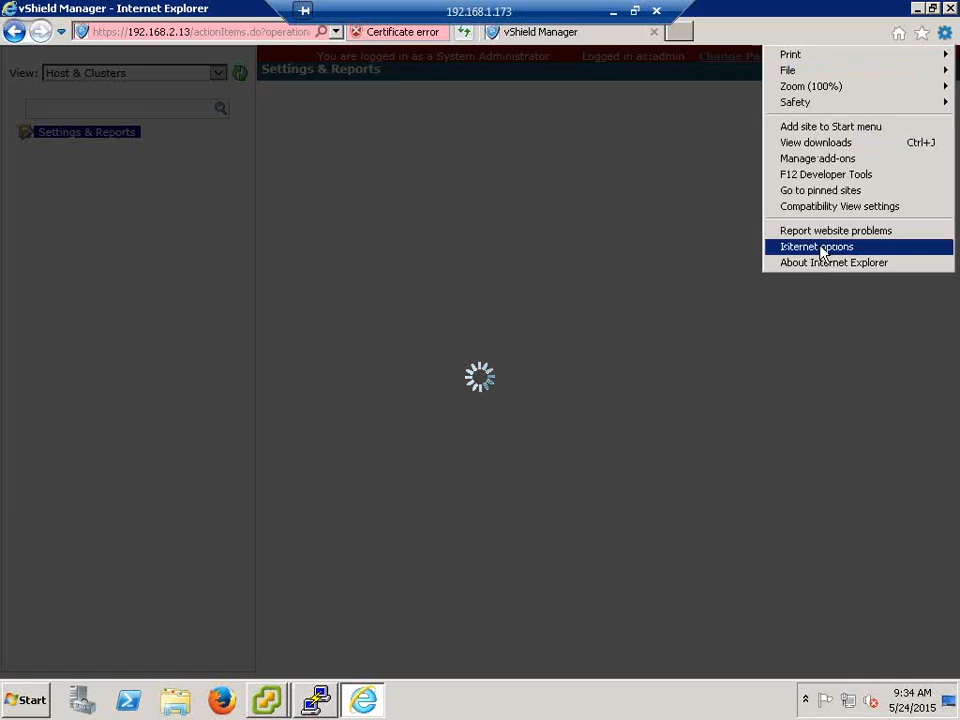 vShield Manager - Internet Explorer
192.168.1.173
https://192.168.2.13/actionItems.do?operation
Certificate error
vShield Manager
You are logged in as a System Administrator
Logged in as:admin
Change Pa
View:
Host & Clusters
Settings & Reports
Settings & Reports
Print
File
Zoom (100%)
Safety
Add site to Start menu
View downloads Ctrl+J
Manage add-ons
F12 Developer Tools
Go to pinned sites
Compatibility View settings
Report website problems
Internet options
About Internet Explorer
Start
9:34 AM
5/24/2015